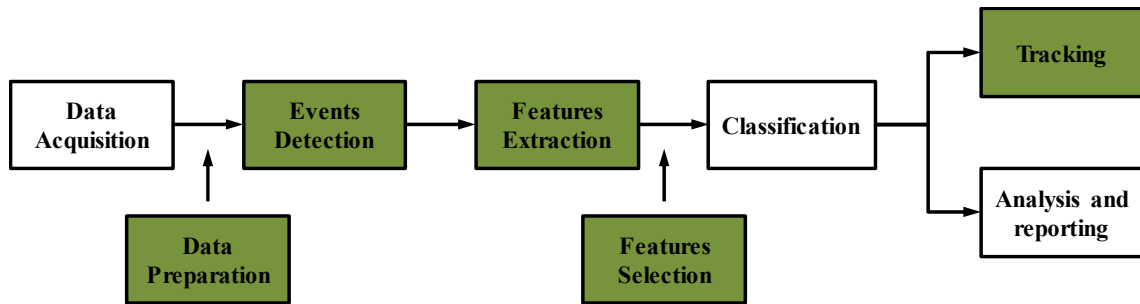 Tracking
Data
Acquisition
Events
Detection
Features
Extraction
Classification
Data
Preparation
Features
Selection
Analysis and
reporting